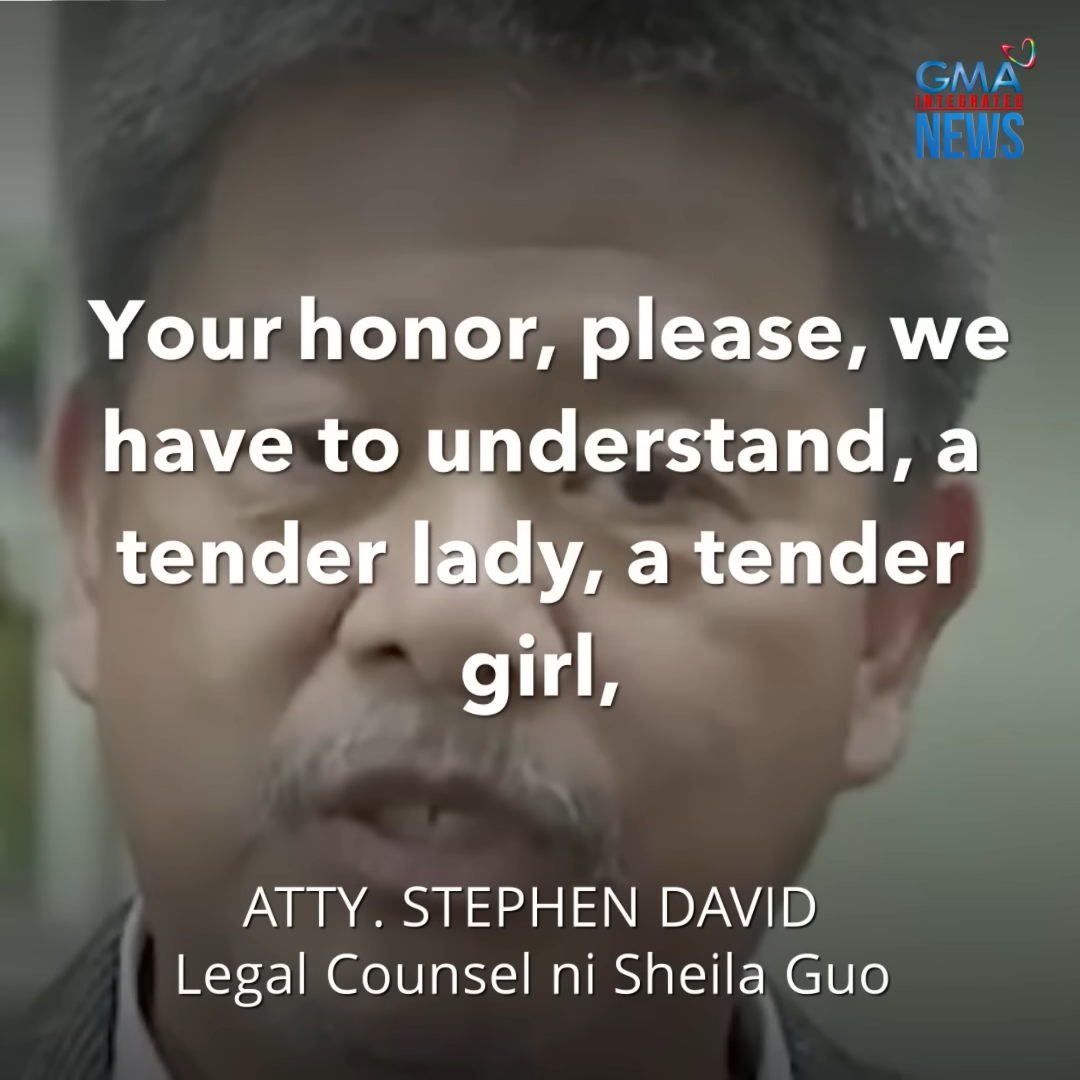 GMA
INTEGRATED
NEWS
Your honor, please, we
have to understand, a
tender lady, a tender
girl,
ATTY. STEPHEN DAVID
Legal Counsel ni Sheila Guo